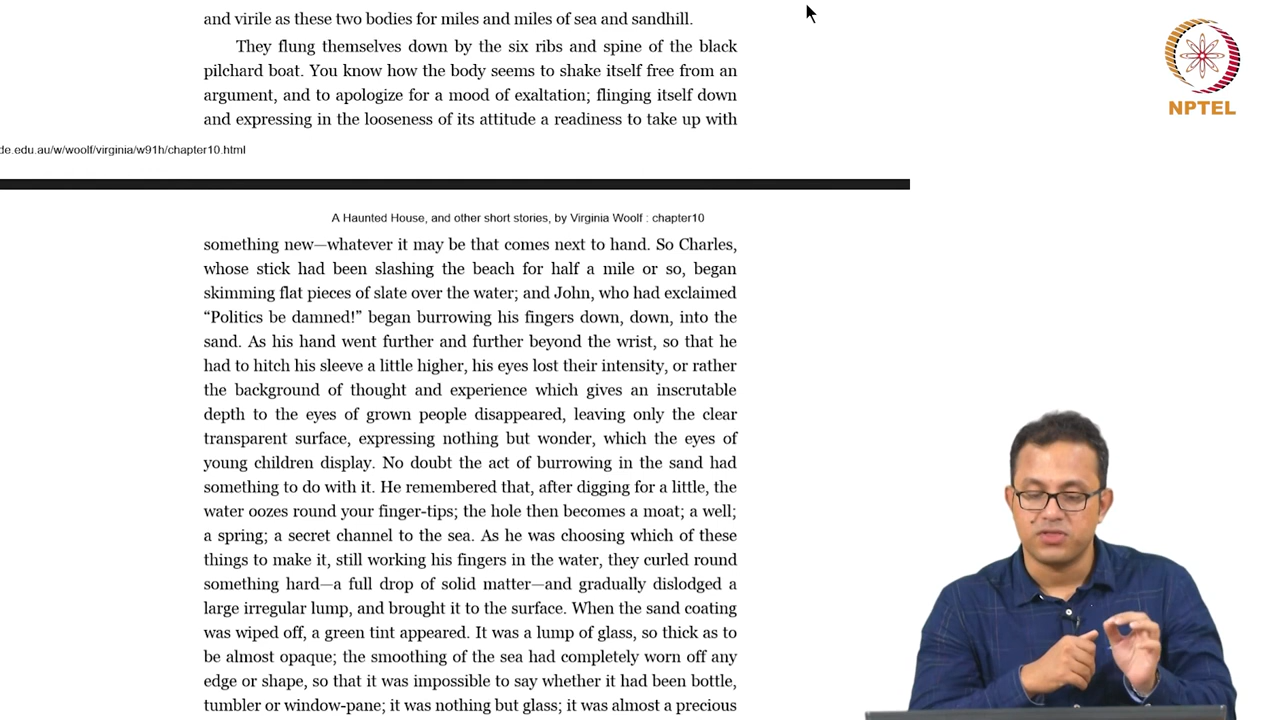 and virile as these two bodies for miles and miles of sea and sandhill.
They flung themselves down by the six ribs and spine of the black
pilchard boat. You know how the body seems to shake itself free from an
argument, and to apologize for a mood of exaltation; flinging itself down
and expressing in the looseness of its attitude a readiness to take up with
de.edu.au/w/woolf/virginia/w91h/chapter10.html
NPTEL
A Haunted House, and other short stories, by Virginia Woolf : chapter10
something new—whatever it may be that comes next to hand. So Charles,
whose stick had been slashing the beach for half a mile or so, began
skimming flat pieces of slate over the water; and John, who had exclaimed
“Politics be damned!” began burrowing his fingers down, down, into the
sand. As his hand went further and further beyond the wrist, so that he
had to hitch his sleeve a little higher, his eyes lost their intensity, or rather
the background of thought and experience which gives an inscrutable
depth to the eyes of grown people disappeared, leaving only the clear
transparent surface, expressing nothing but wonder, which the eyes of
young children display. No doubt the act of burrowing in the sand had
something to do with it. He remembered that, after digging for a little, the
water oozes round your finger-tips; the hole then becomes a moat; a well;
a spring; a secret channel to the sea. As he was choosing which of these
things to make it, still working his fingers in the water, they curled round
something hard—a full drop of solid matter—and gradually dislodged a
large irregular lump, and brought it to the surface. When the sand coating
was wiped off, a green tint appeared. It was a lump of glass, so thick as to
be almost opaque; the smoothing of the sea had completely worn off any
edge or shape, so that it was impossible to say whether it had been bottle,
tumbler or window-pane; it was nothing but glass; it was almost a precious